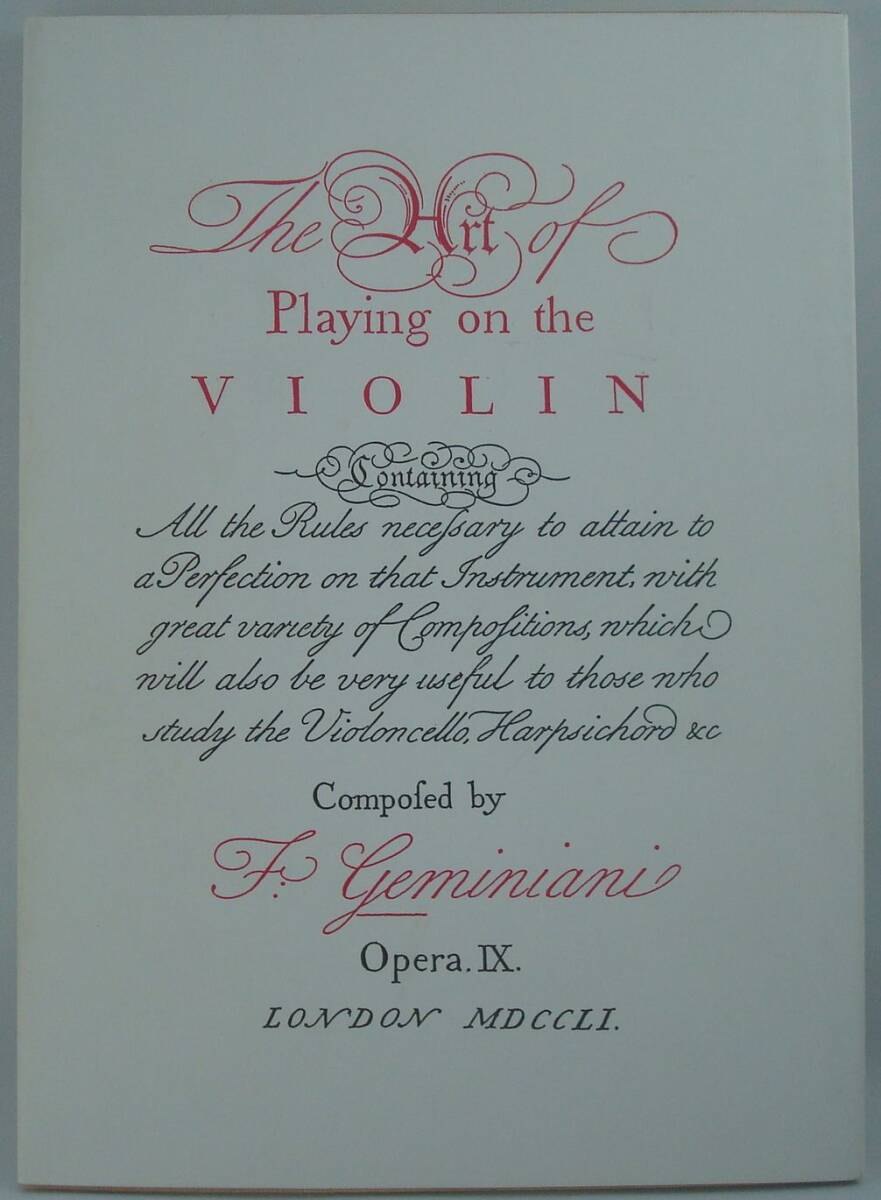 The Art of
Playing on the
VIOLIN
Containing
All the Rules neceſsary to attain to
a Perfection on that Instrument, with
great variety of Compoſitions, which
will also be very useful to those who
study the Violoncello, Harpsichord &c
Compoſed by
F. Geminiani
Opera. IX.
LONDON MDCCLI.